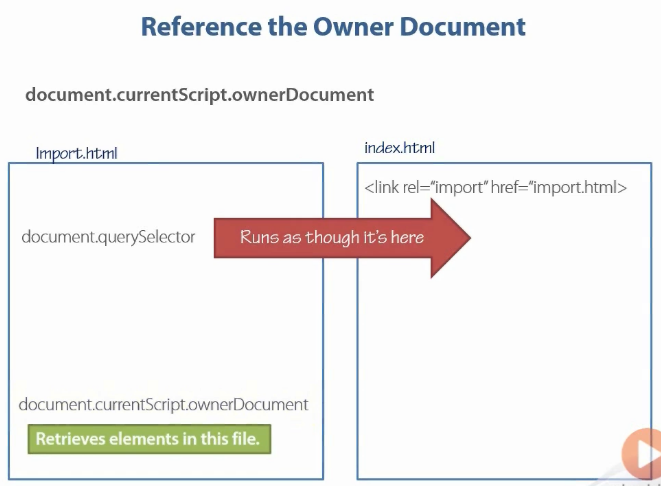 Reference the Owner Document
document.currentScript.ownerDocument
Import.html
index.html
<link rel="import" href="import.html>
document.querySelector
Runs as though it's here
document.currentScript.ownerDocument
Retrieves elements in this file.